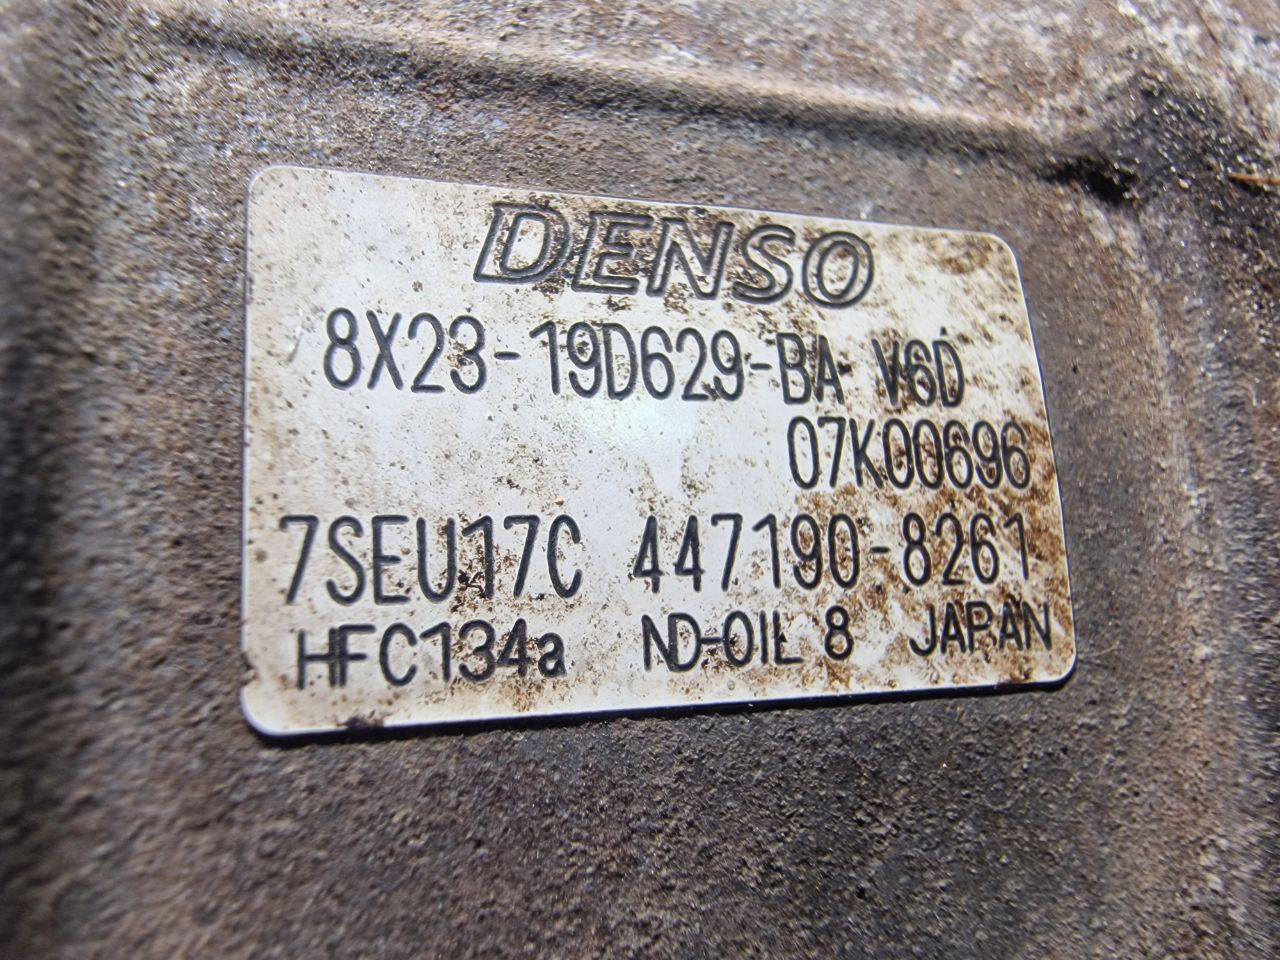 DENSO
8X23-19D629-BA V6D
07K00696
7SEU17C 447190-8261
HFC134a ND-OIL 8 JAPAN